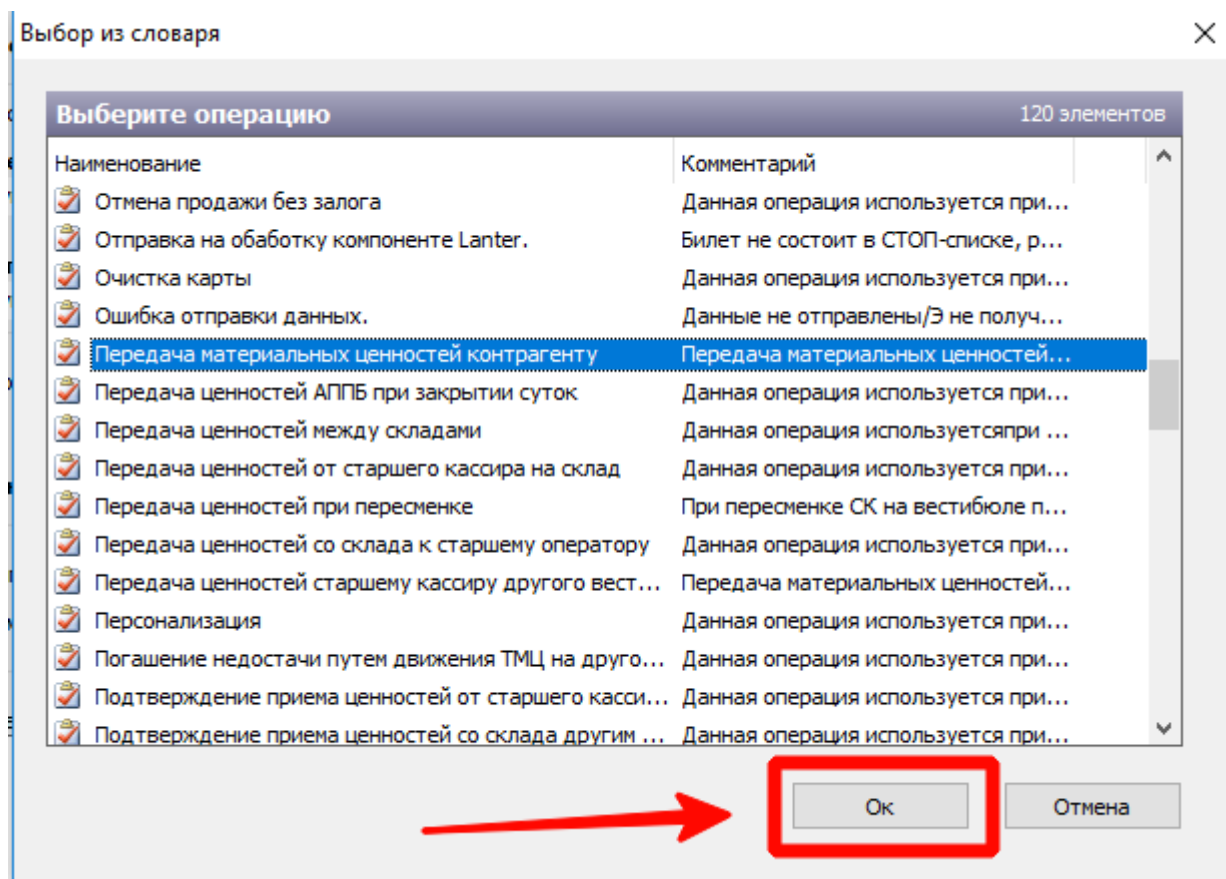 Выбор из словаря
Выберите операцию 120 элементов
Наименование Комментарий
Отмена продажи без залога Данная операция используется при...
Отправка на обаботку компоненте Lanter. Билет не состоит в СТОП-списке, р...
Очистка карты Данная операция используется при...
Ошибка отправки данных. Данные не отправлены/Э не получ...
Передача материальных ценностей контрагенту Передача материальных ценностей...
Передача ценностей АППБ при закрытии суток Данная операция используется при...
Передача ценностей между складами Данная операция используетсяпри ...
Передача ценностей от старшего кассира на склад Данная операция используется при...
Передача ценностей при пересменке При пересменке СК на вестибюле п...
Передача ценностей со склада к старшему оператору Данная операция используется при...
Передача ценностей старшему кассиру другого вест... Передача материальных ценностей...
Персонализация Данная операция используется при...
Погашение недостачи путем движения ТМЦ на друго... Данная операция используется при...
Подтверждение приема ценностей от старшего касси... Данная операция используется при...
Подтверждение приема ценностей со склада другим ... Данная операция используется при...
Ок Отмена